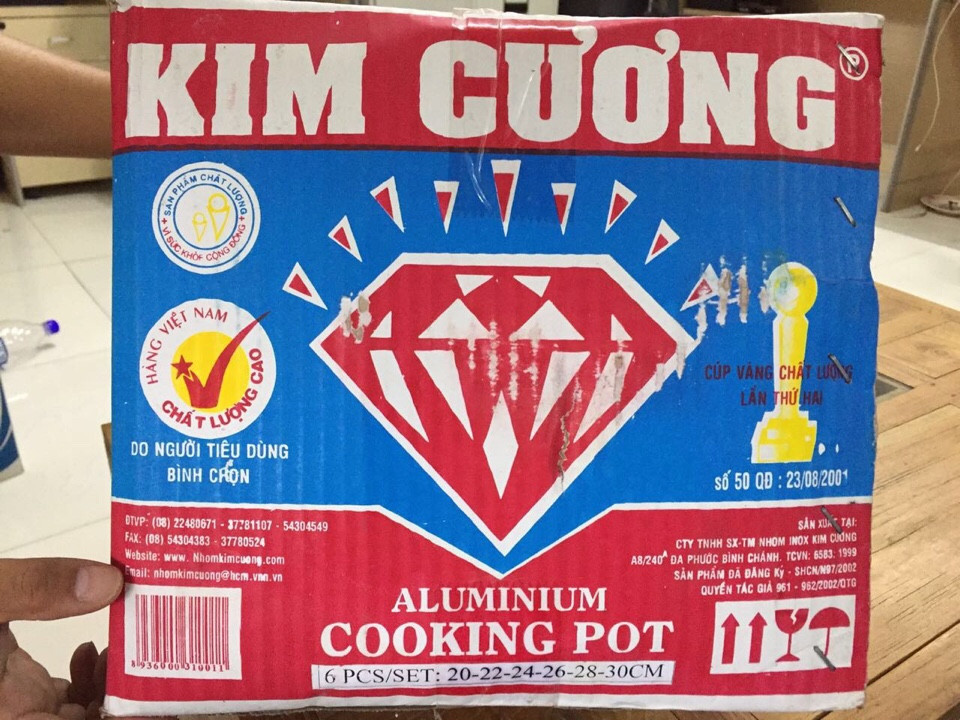 KIM CƯƠNG ®
SẢN PHẨM CHẤT LƯỢNG
VÌ SỨC KHỎE CỘNG ĐỒNG
HÀNG VIỆT NAM
CHẤT LƯỢNG CAO
DO NGƯỜI TIÊU DÙNG
BÌNH CHỌN
CÚP VÀNG CHẤT LƯỢNG
LẦN THỨ HAI
số 50 QĐ : 23/08/2001
ĐTVP: (08) 22480671 - 37781107 - 54304549
FAX: (08) 54304383 - 37780524
Website: www. Nhomkimcuong.com
Email: nhomkimcuong@hcm.vnn.vn
SẢN XUẤT TẠI:
CTY TNHH SX-TM NHOM INOX KIM CƯƠNG
A8/240A ĐA PHƯỚC BÌNH CHÁNH. TCVN: 6583: 1999
SẢN PHẨM ĐÃ ĐĂNG Ký - SHCN/N97/2002
QUYỀN TÁC GIẢ 961 - 962/2002/QTG
8936000310011
ALUMINIUM
COOKING POT
6 PCS/SET: 20-22-24-26-28-30CM